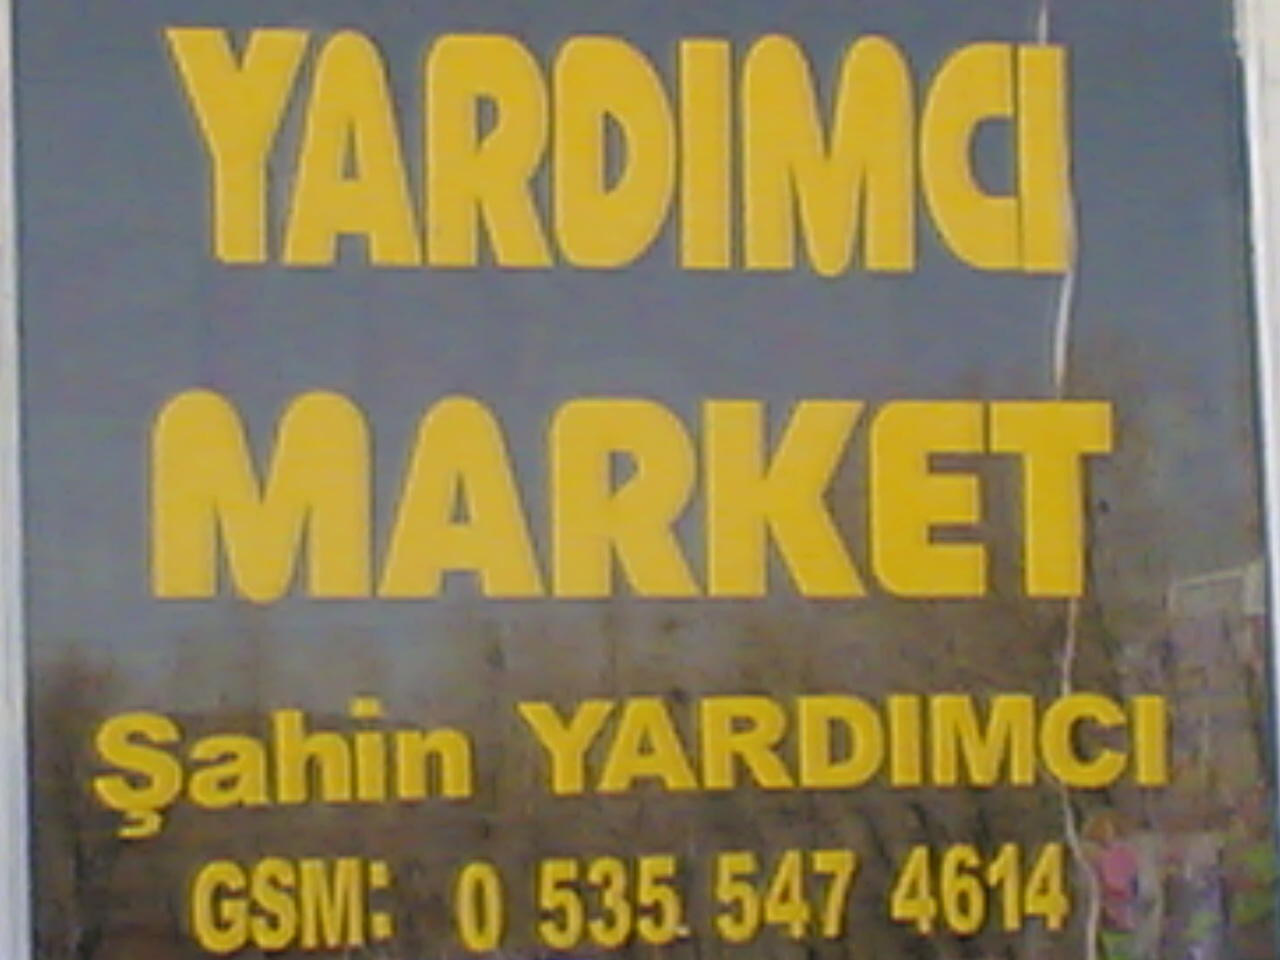 YARDIMCI
MARKET
Şahin YARDIMCI
GSM: 0 535 547 4614